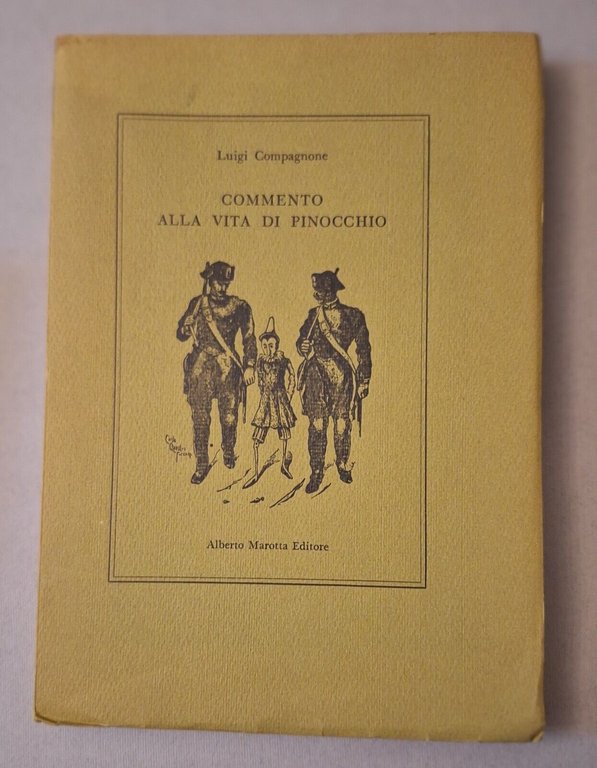 Luigi Compagnone
COMMENTO
ALLA VITA DI PINOCCHIO
Alberto Marotta Editore